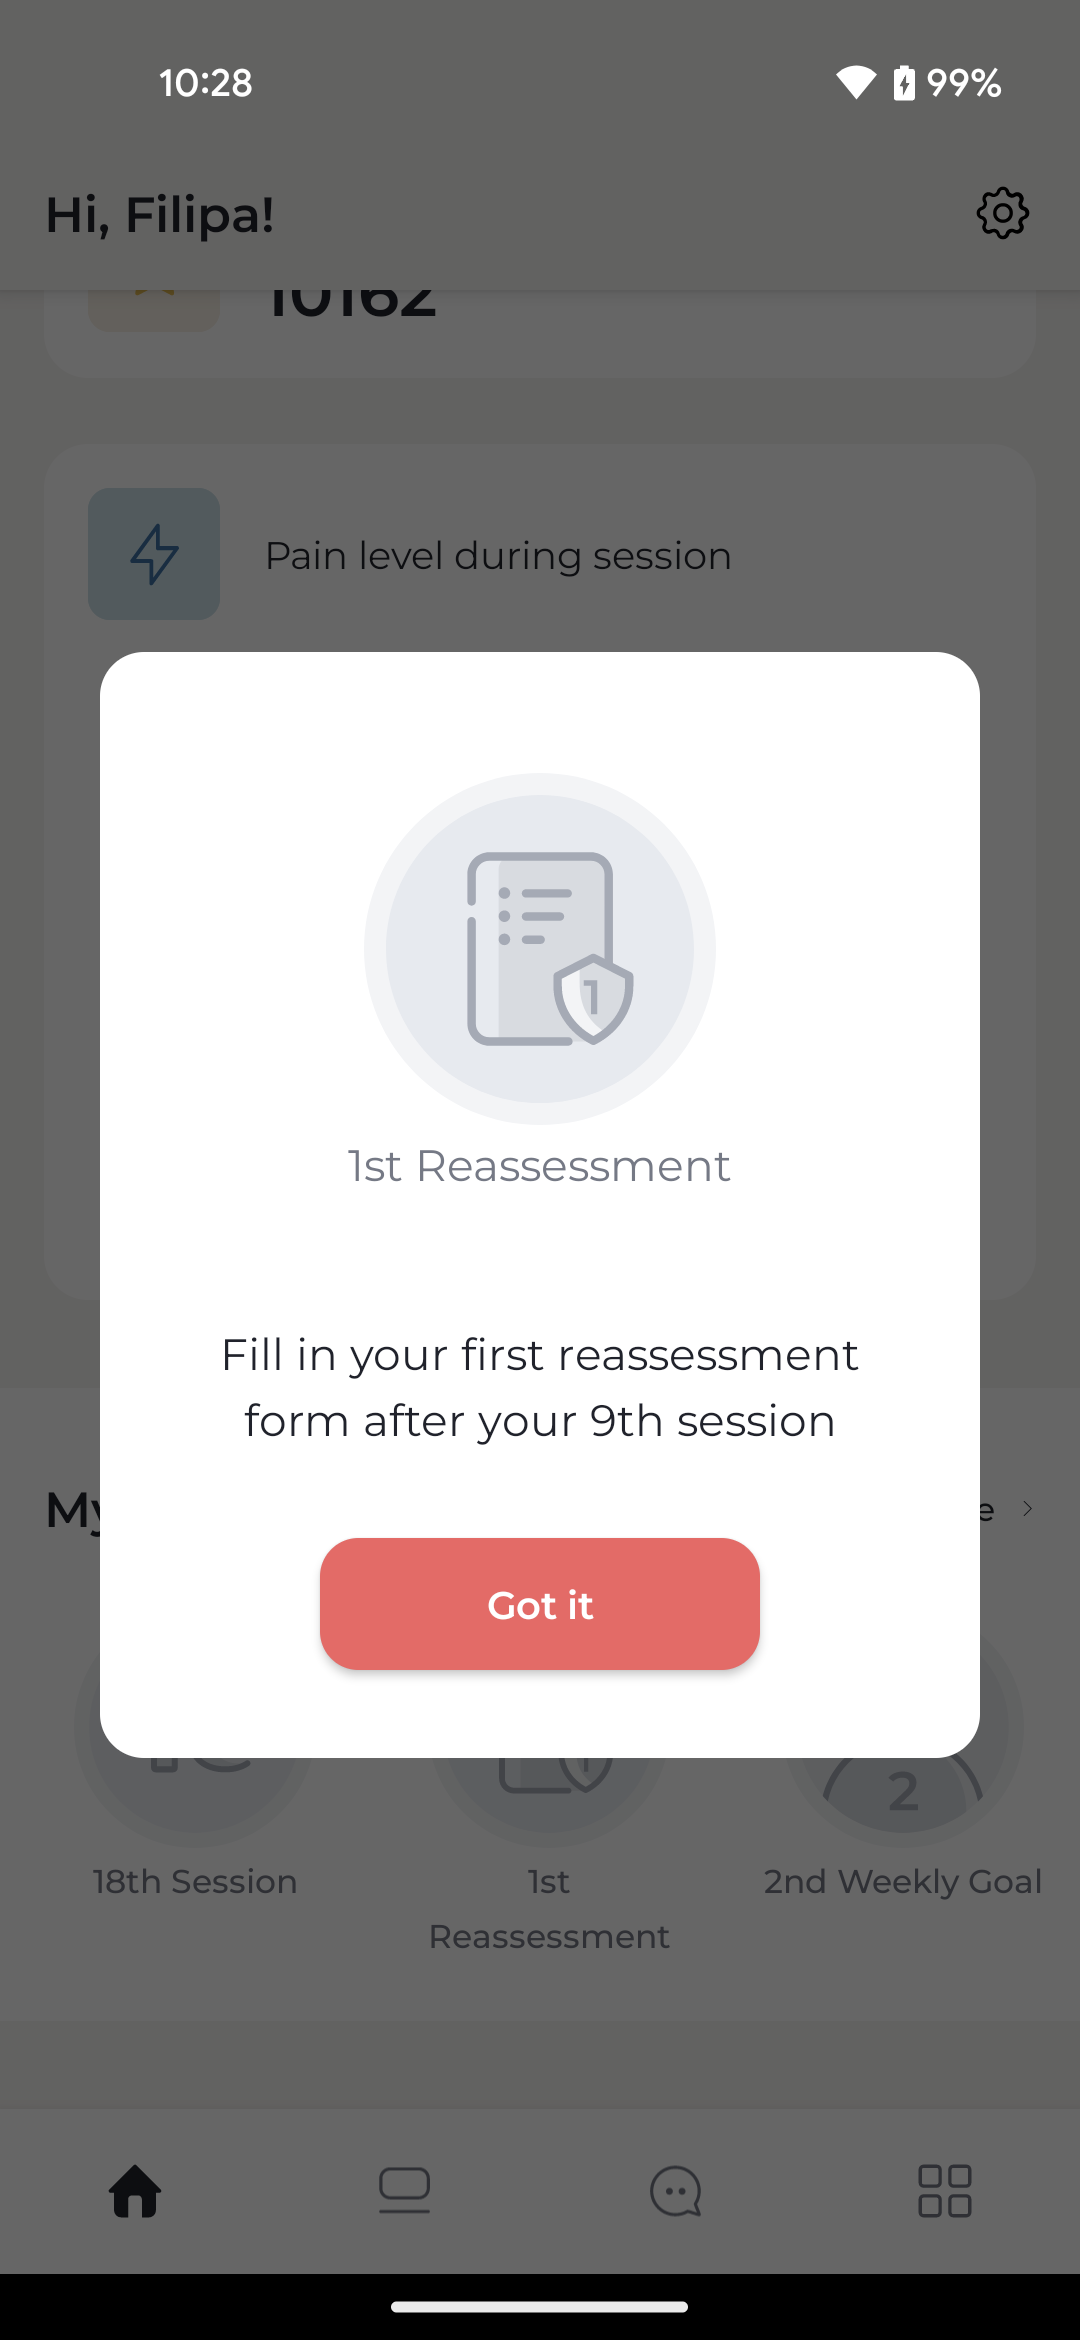 10:28
99%
Hi, Filipa!
10162
Pain level during session
1
1st Reassessment
Fill in your first reassessment
form after your 9th session
My
e
Got it
2
18th Session
1st
Reassessment
2nd Weekly Goal